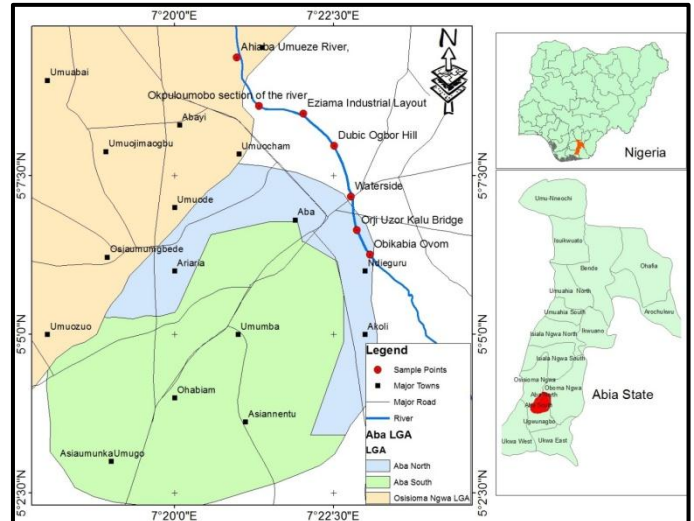 7°20'0"E
7°22'30"E
Ahiaba Umueze River,
N
Umuabai
Okpuloumobo section of the river
Eziama Industrial Layout
Abayi
Dubic Ogbor Hill
Umuojimaogbu
Umuocham
5°7'30"N
5°7'30"N
Waterside
Umuode
Aba
Orji Uzor Kalu Bridge
Obikabia Ovom
Osiaumunigbede
Ariaria
Ndieguru
Umuozuo
Umumba
Akoli
5°5'0"N
5°5'0"N
Legend
Sample Points
Major Towns
Major Road
River
Aba LGA
LGA
Aba North
Aba South
Osisioma Ngwa LGA
Ohabiam
Asiannentu
AsiaumunkaUmugo
5°2'30"N
5°2'30"N
7°20'0"E
7°22'30"E
Nigeria
Umu-Nneochi
Isuikwuato
Bende
Ohafia
Umuahia North
Arochukwu
Umuahia South
Ikwuano
Isiala Ngwa North
Isiala Ngwa South
Osisioma Ngwa
Obioma Ngwa
Aba North
Aba South
Abia State
Ugwunagbo
Ukwa West
Ukwa East